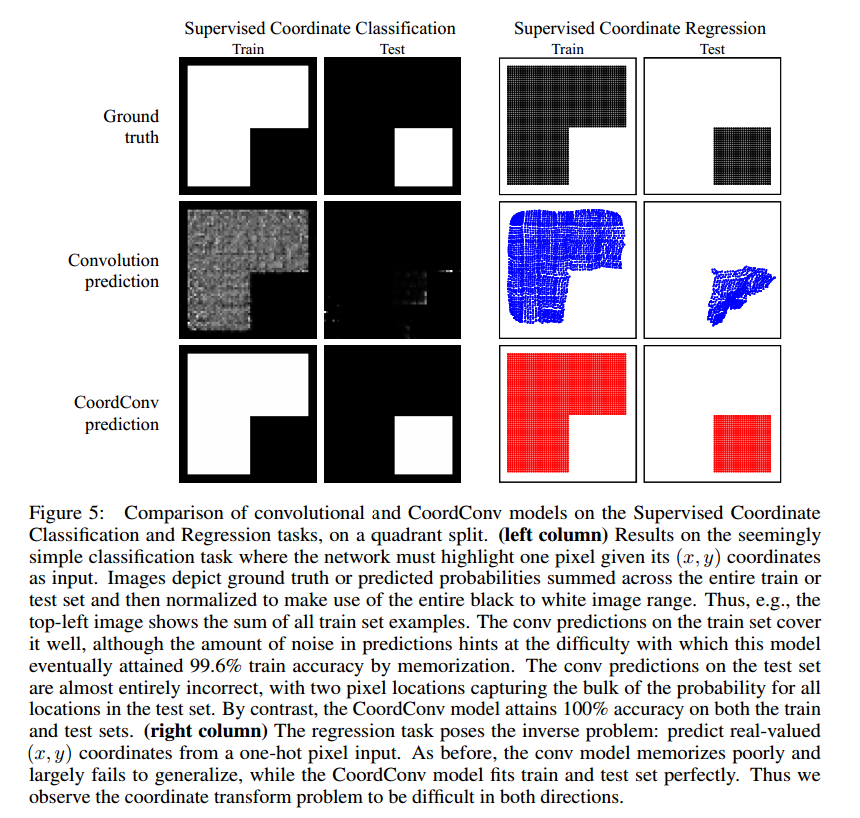 Supervised Coordinate Classification
Supervised Coordinate Regression
Train
Test
Train
Test
Ground
truth
Convolution
prediction
CoordConv
prediction
Figure 5: Comparison of convolutional and CoordConv models on the Supervised Coordinate
Classification and Regression tasks, on a quadrant split. (left column) Results on the seemingly
simple classification task where the network must highlight one pixel given its (x, y) coordinates
as input. Images depict ground truth or predicted probabilities summed across the entire train or
test set and then normalized to make use of the entire black to white image range. Thus, e.g., the
top-left image shows the sum of all train set examples. The conv predictions on the train set cover
it well, although the amount of noise in predictions hints at the difficulty with which this model
eventually attained 99.6% train accuracy by memorization. The conv predictions on the test set
are almost entirely incorrect, with two pixel locations capturing the bulk of the probability for all
locations in the test set. By contrast, the CoordConv model attains 100% accuracy on both the train
and test sets. (right column) The regression task poses the inverse problem: predict real-valued
(x, y) coordinates from a one-hot pixel input. As before, the conv model memorizes poorly and
largely fails to generalize, while the CoordConv model fits train and test set perfectly. Thus we
observe the coordinate transform problem to be difficult in both directions.